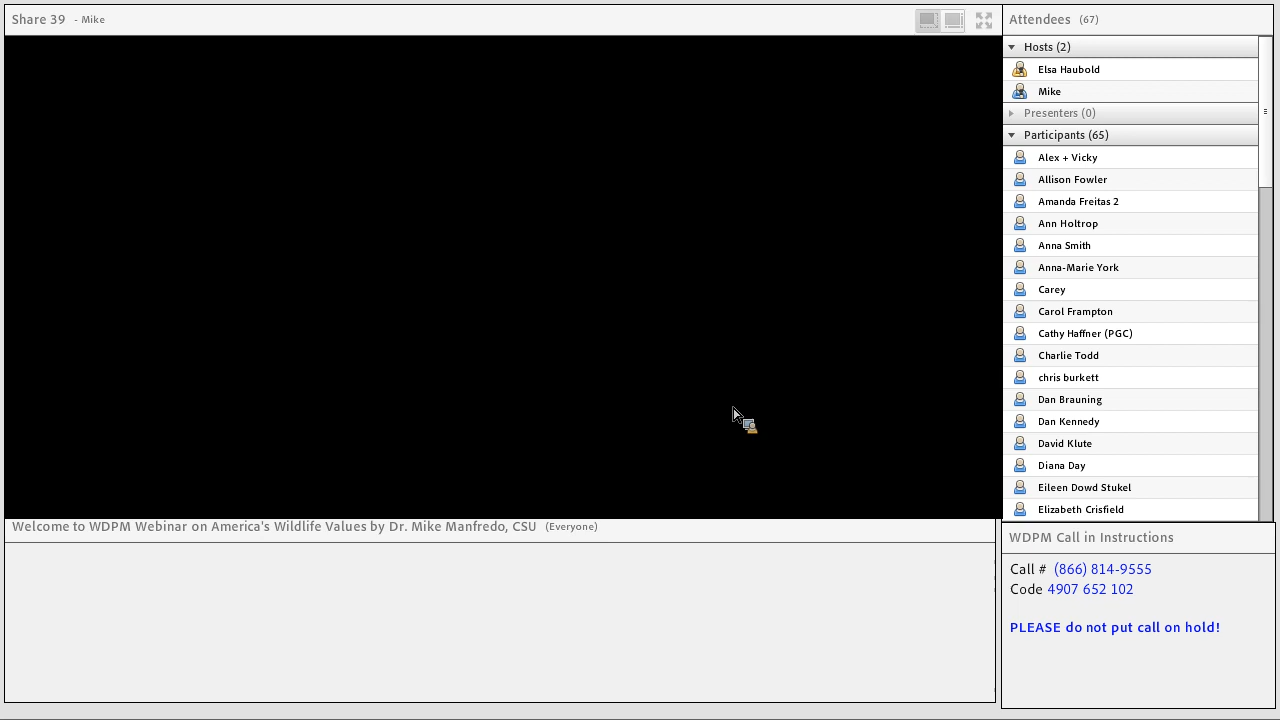 Share 39 - Mike
Welcome to WDPM Webinar on America's Wildlife Values by Dr. Mike Manfredo, CSU (Everyone)
Attendees (67)
Hosts (2)
Elsa Haubold
Mike
Presenters (0)
Participants (65)
Alex + Vicky
Allison Fowler
Amanda Freitas 2
Ann Holtrop
Anna Smith
Anna-Marie York
Carey
Carol Frampton
Cathy Haffner (PGC)
Charlie Todd
chris burkett
Dan Brauning
Dan Kennedy
David Klute
Diana Day
Eileen Dowd Stukel
Elizabeth Crisfield
WDPM Call in Instructions
Call # (866) 814-9555
Code 4907 652 102
PLEASE do not put call on hold!